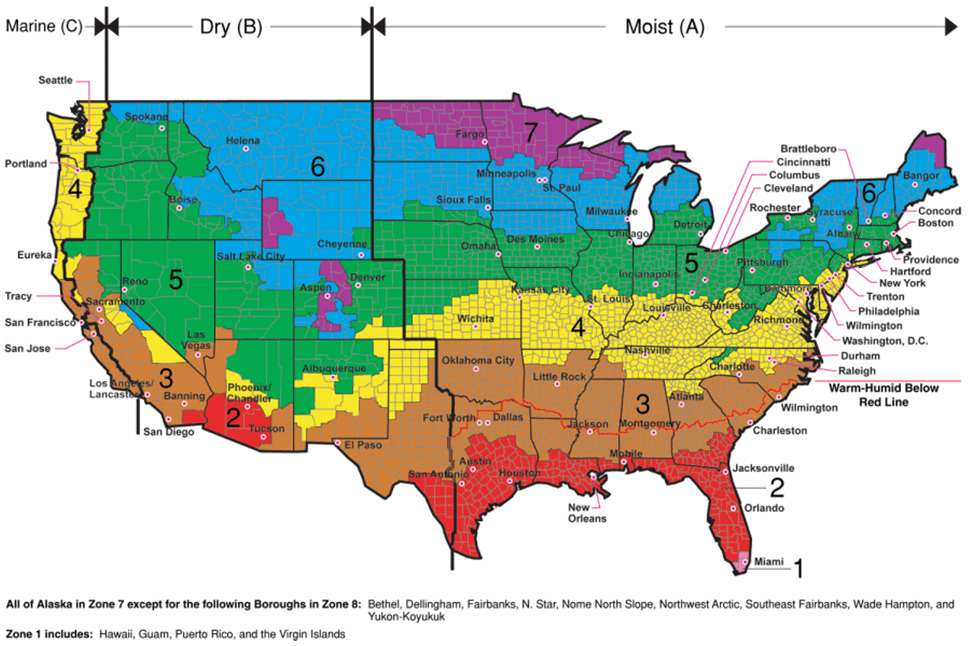 Marine (C)
Dry (B)
Moist (A)
Seattle
Spokane
Helena
6
Fargo
7
Portland
4
Boise
Minneapolis
St. Paul
Sioux Falls
Milwaukee
Brattleboro
Cincinnatti
Columbus
Cleveland
Rochester
Syracuse
6
Bangor
Concord
Boston
Albany
Detroit
Chicago
Des Moines
Omaha
Cheyenne
Salt Lake City
Eureka
Reno
5
Aspen
Denver
Indianapolis
5
Pittsburgh
Providence
Hartford
New York
Trenton
Philadelphia
Wilmington
Washington, D.C.
Baltimore
Tracy
Sacramento
San Francisco
San Jose
Las
Vegas
Kansas City
St. Louis
Wichita
4
Louisville
Charleston
Richmond
Nashville
Durham
Raleigh
Charlotte
Warm-Humid Below
Red Line
Albuquerque
Oklahoma City
Little Rock
3
Los Angeles/
Lancaster
Banning
Phoenix/
Chandler
2
Tucson
San Diego
El Paso
Fort Worth
Dallas
Jackson
3
Montgomery
Atlanta
Wilmington
Charleston
Mobile
Austin
San Antonio
Houston
New
Orleans
Jacksonville
2
Orlando
Miami
1
All of Alaska in Zone 7 except for the following Boroughs in Zone 8: Bethel, Dellingham, Fairbanks, N. Star, Nome North Slope, Northwest Arctic, Southeast Fairbanks, Wade Hampton, and
Yukon-Koyukuk
Zone 1 includes: Hawaii, Guam, Puerto Rico, and the Virgin Islands